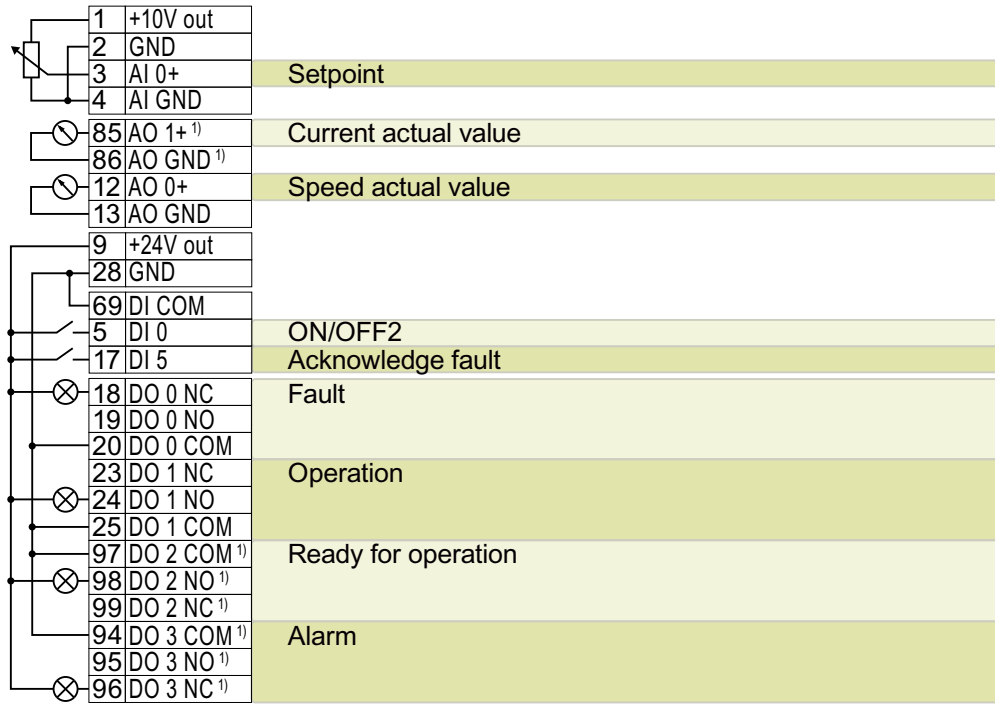 1 +10V out
2 GND
3 AI 0+ Setpoint
4 AI GND
85 AO 1+ 1) Current actual value
86 AO GND 1)
12 AO 0+ Speed actual value
13 AO GND
9 +24V out
28 GND
69 DI COM
5 DI 0 ON/OFF2
17 DI 5 Acknowledge fault
18 DO 0 NC Fault
19 DO 0 NO
20 DO 0 COM
23 DO 1 NC Operation
24 DO 1 NO
25 DO 1 COM
97 DO 2 COM 1) Ready for operation
98 DO 2 NO 1)
99 DO 2 NC 1)
94 DO 3 COM 1) Alarm
95 DO 3 NO 1)
96 DO 3 NC 1)